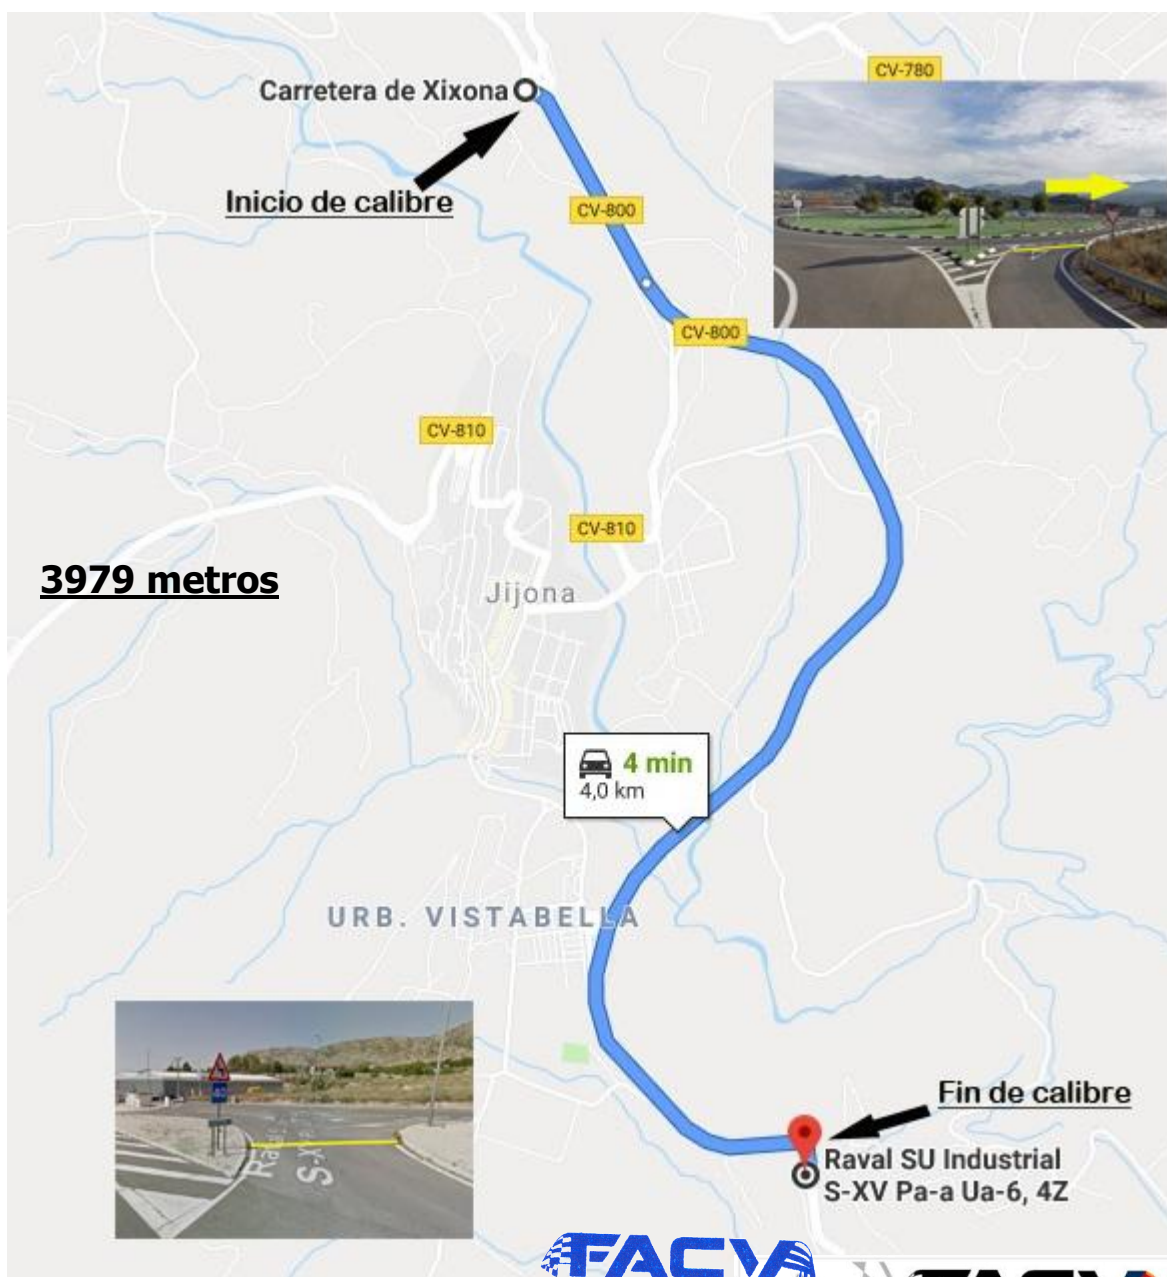 CV-780
Carretera de Xixona
Inicio de calibre
CV-800
CV-800
CV-810
CV-810
3979 metros
Jijona
4 min
4,0 km
URB. VISTABELLA
Fin de calibre
Raval SU Industrial
S-XV Pa-a Ua-6, 4Z
FACV